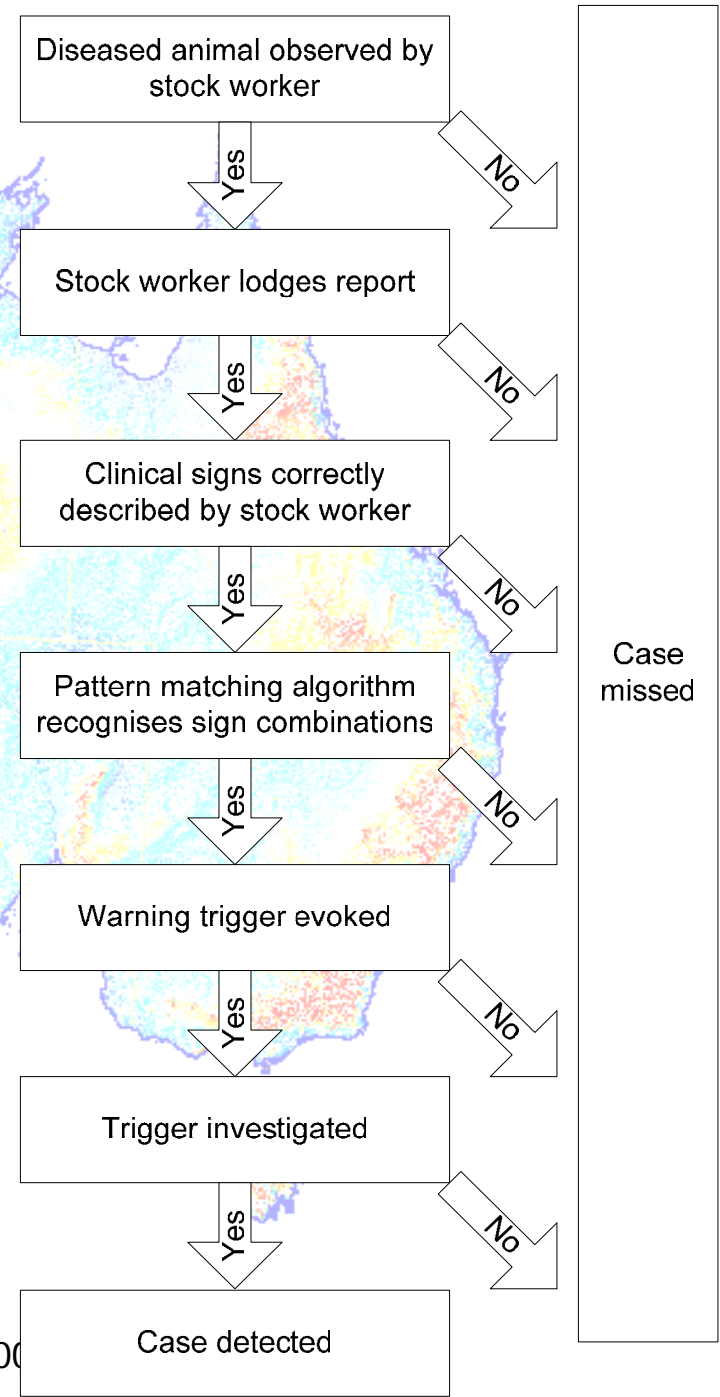 Diseased animal observed by
stock worker
Yes
No
Stock worker lodges report
Yes
No
Clinical signs correctly
described by stock worker
Yes
No
Case
missed
Pattern matching algorithm
recognises sign combinations
Yes
No
Warning trigger evoked
Yes
No
Trigger investigated
Yes
No
Case detected